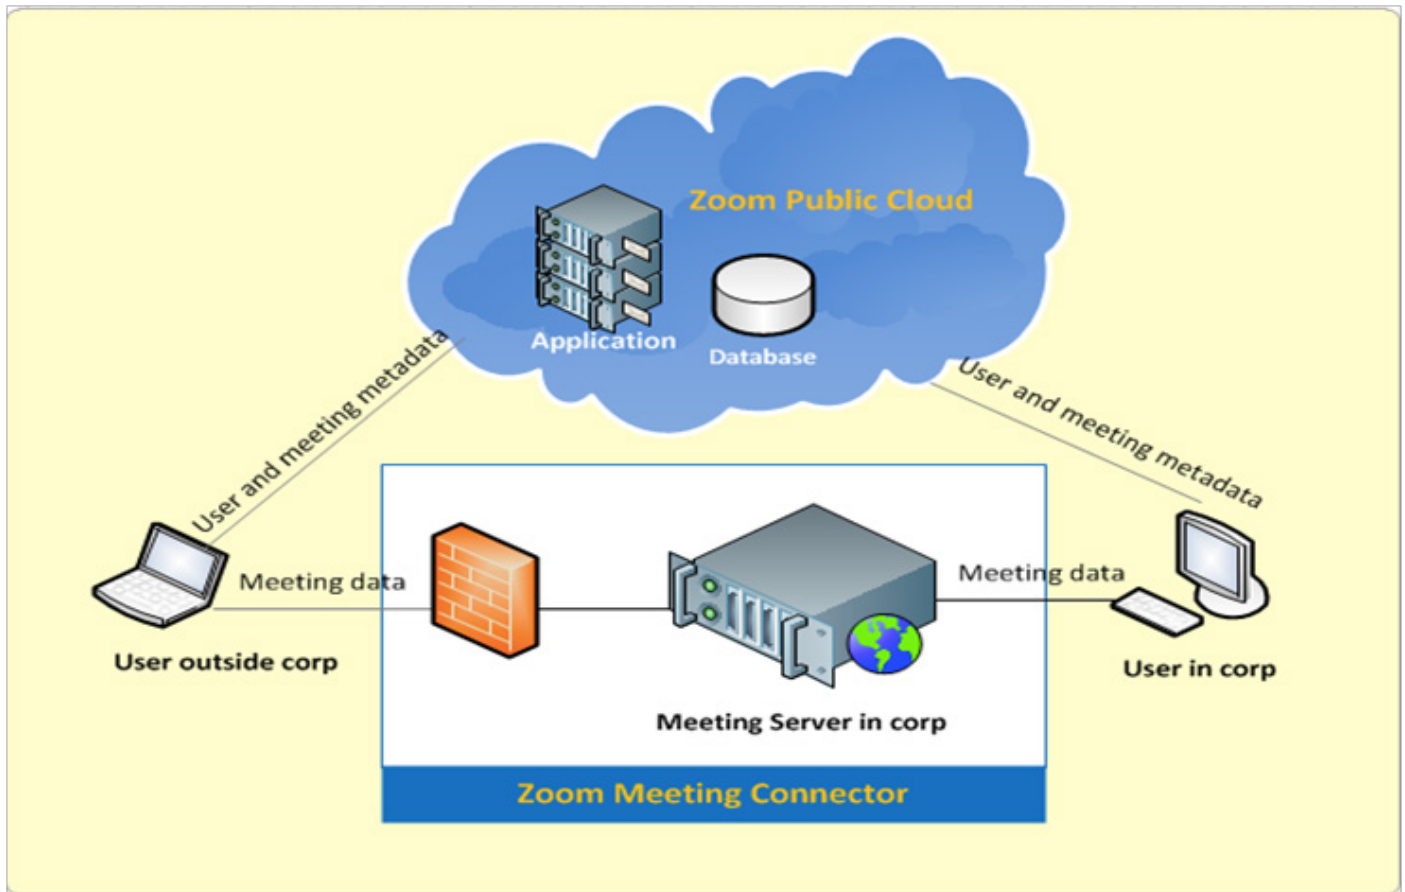 Zoom Public Cloud
Application
Database
User and meeting metadata
User and meeting metadata
Meeting data
Meeting data
User outside corp
User in corp
Meeting Server in corp
Zoom Meeting Connector